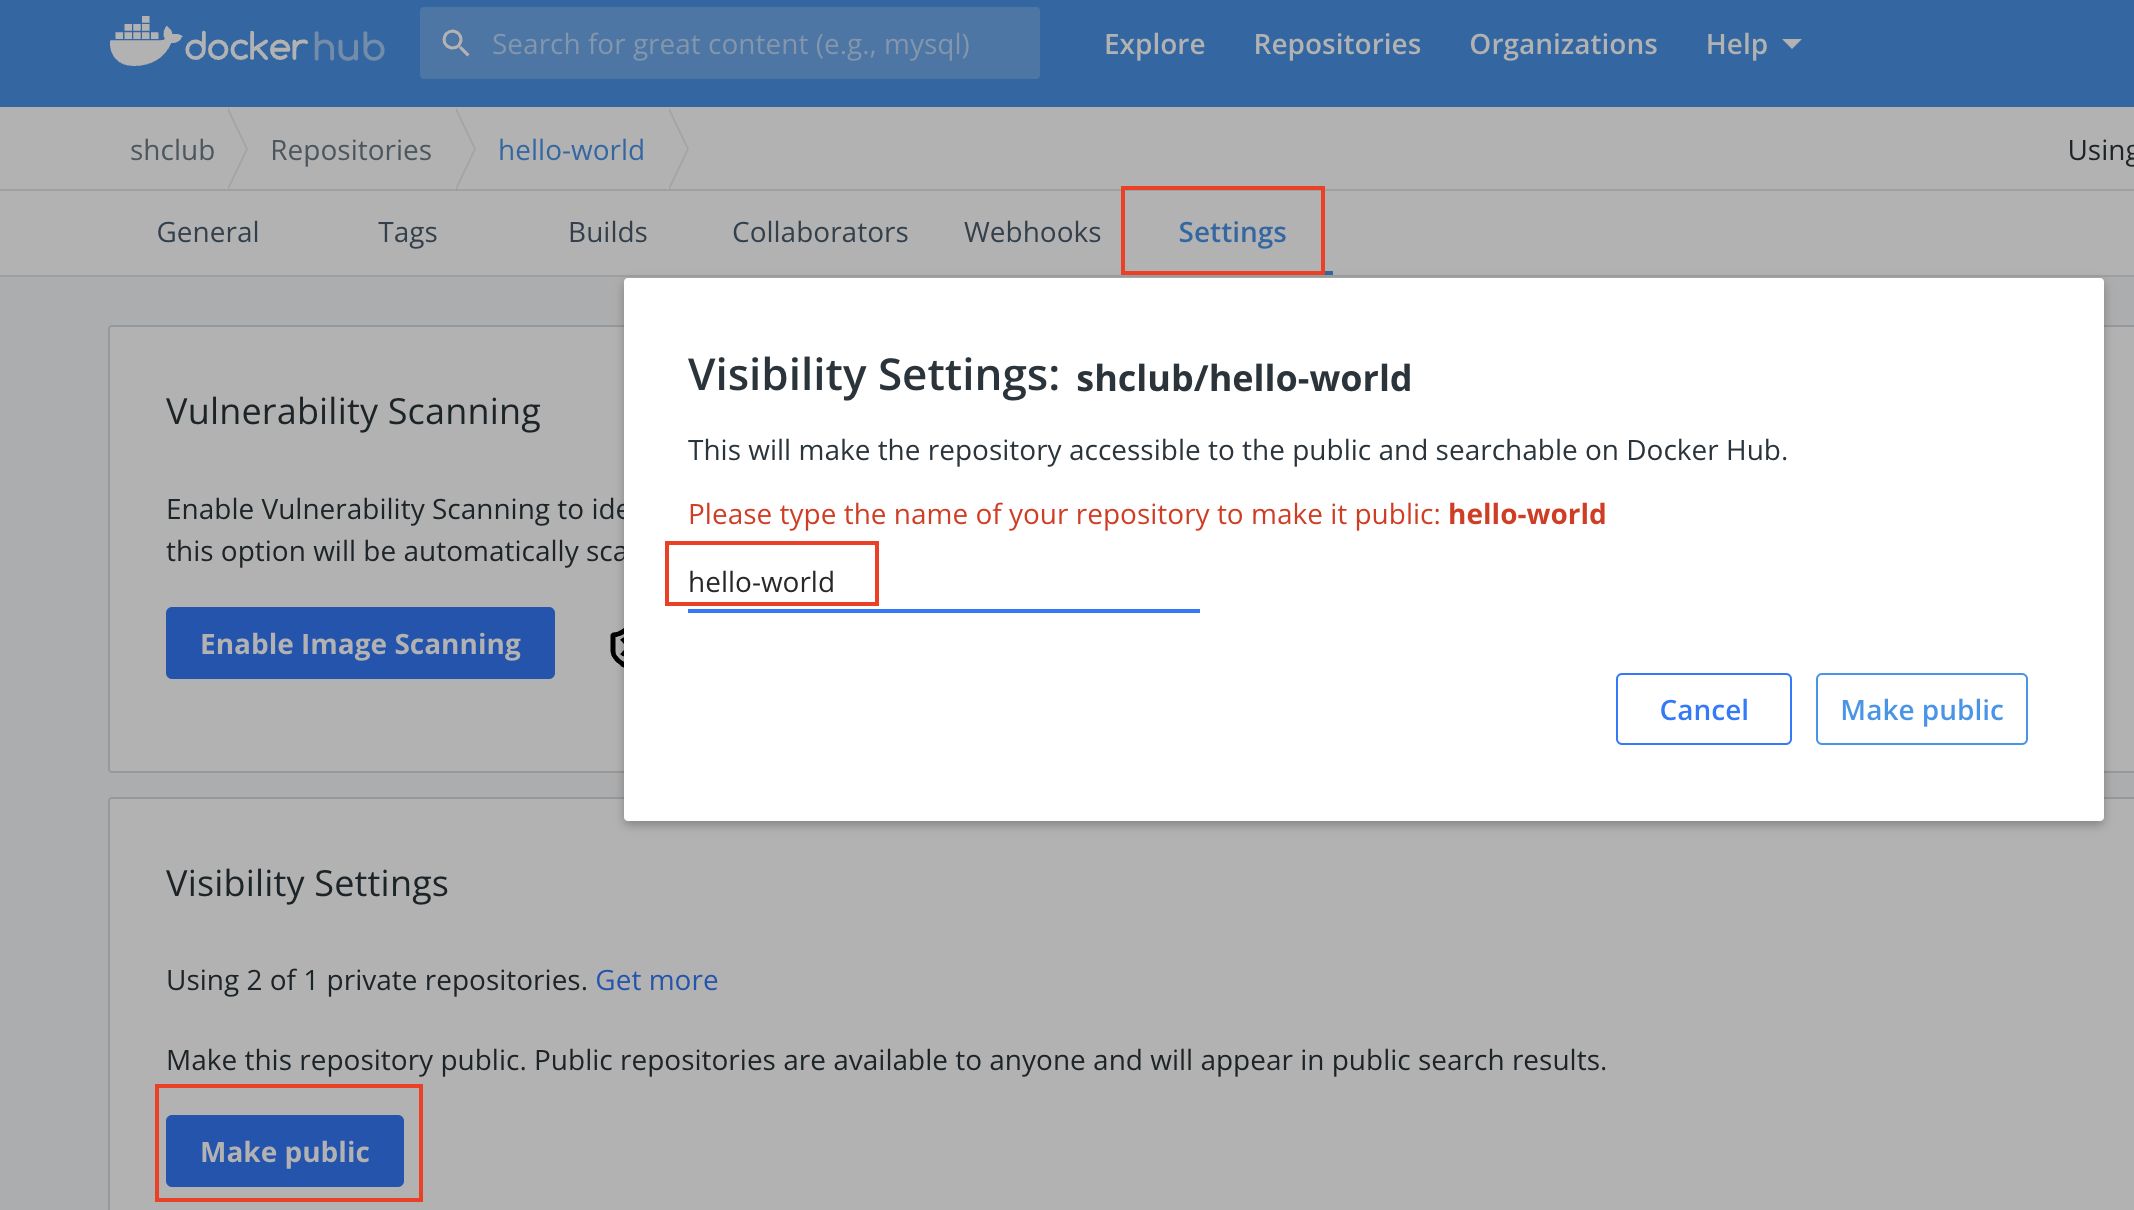 docker hub
Search for great content (e.g., mysql)
Explore
Repositories
Organizations
Help
shclub
Repositories
hello-world
Using
General
Tags
Builds
Collaborators
Webhooks
Settings
Vulnerability Scanning
Enable Vulnerability Scanning to ide
this option will be automatically sca
Enable Image Scanning
Visibility Settings: shclub/hello-world
This will make the repository accessible to the public and searchable on Docker Hub.
Please type the name of your repository to make it public: hello-world
hello-world
Cancel
Make public
Visibility Settings
Using 2 of 1 private repositories. Get more
Make this repository public. Public repositories are available to anyone and will appear in public search results.
Make public